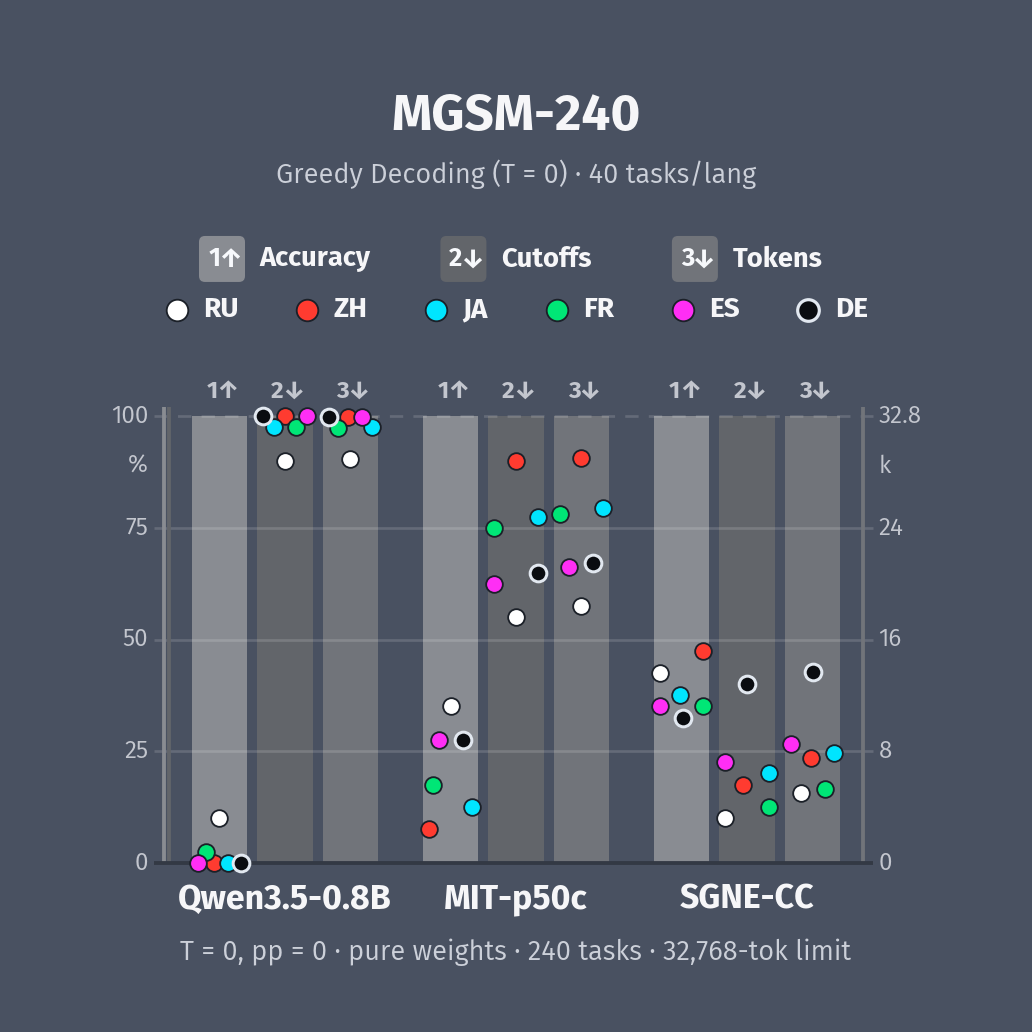 MGSM-240
Greedy Decoding (T = 0) · 40 tasks/lang
1↑ Accuracy 2↓ Cutoffs 3↓ Tokens
RU ZH JA FR ES DE
1↑ 2↓ 3↓ 1↑ 2↓ 3↓ 1↑ 2↓ 3↓
100 32.8
% k
75 24
50 16
25 8
0 0
Qwen3.5-0.8B MIT-p50c SGNE-CC
T = 0, pp = 0 · pure weights · 240 tasks · 32,768-tok limit